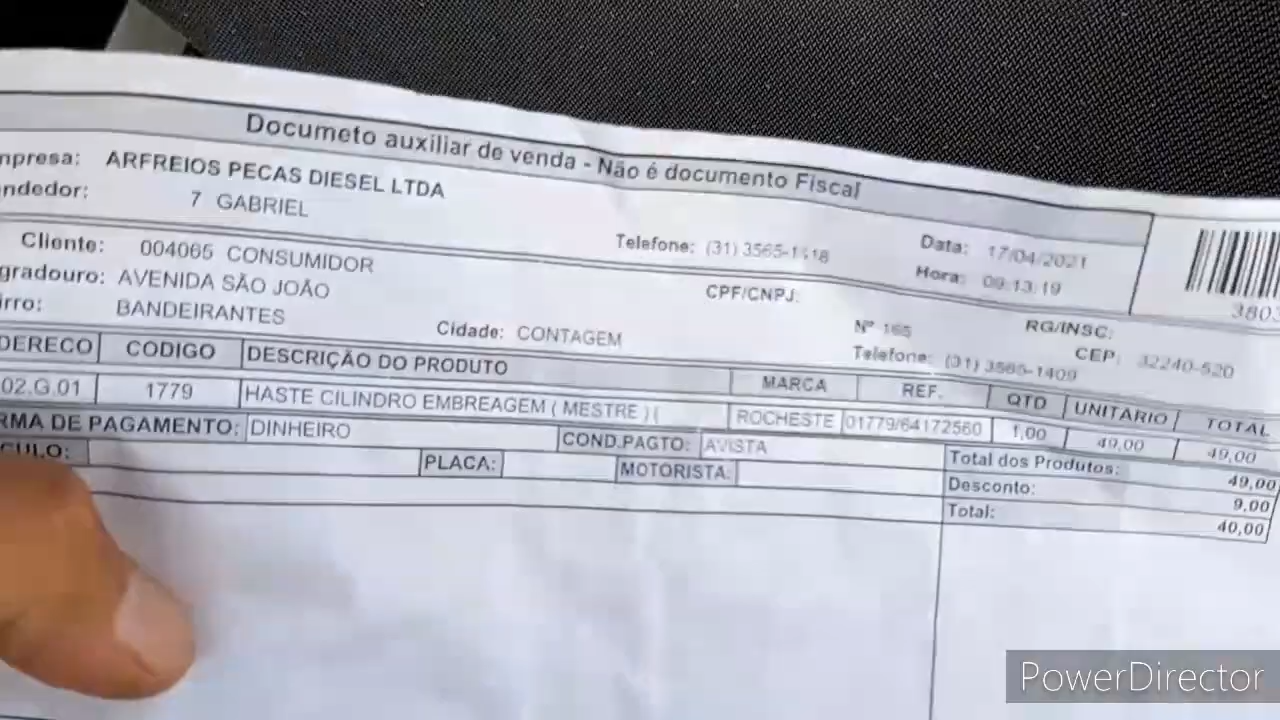 Documeto auxiliar de venda - Não é documento Fiscal
mpresa: ARFREIOS PECAS DIESEL LTDA
ndedor: 7 GABRIEL
Telefone: (31) 3565-1418
Data: 17/04/2021
Hora: 09:13:19
3803
Cliente: 004065 CONSUMIDOR
CPF/CNPJ:
RG/INSC:
gradouro: AVENIDA SÃO JOÃO
Nº 165
CEP: 32240-520
irro: BANDEIRANTES
Cidade: CONTAGEM
Telefone: (31) 3565-1409
DERECO CODIGO DESCRIÇÃO DO PRODUTO MARCA REF. QTD UNITÁRIO TOTAL
02.G.01 1779 HASTE CILINDRO EMBREAGEM ( MESTRE ) ( ROCHESTE 01779/64172560 1,00 49,00 49,00
RMA DE PAGAMENTO: DINHEIRO COND.PAGTO: AVISTA
Total dos Produtos: 49,00
CULO: PLACA: MOTORISTA:
Desconto: 9,00
Total: 40,00
PowerDirector